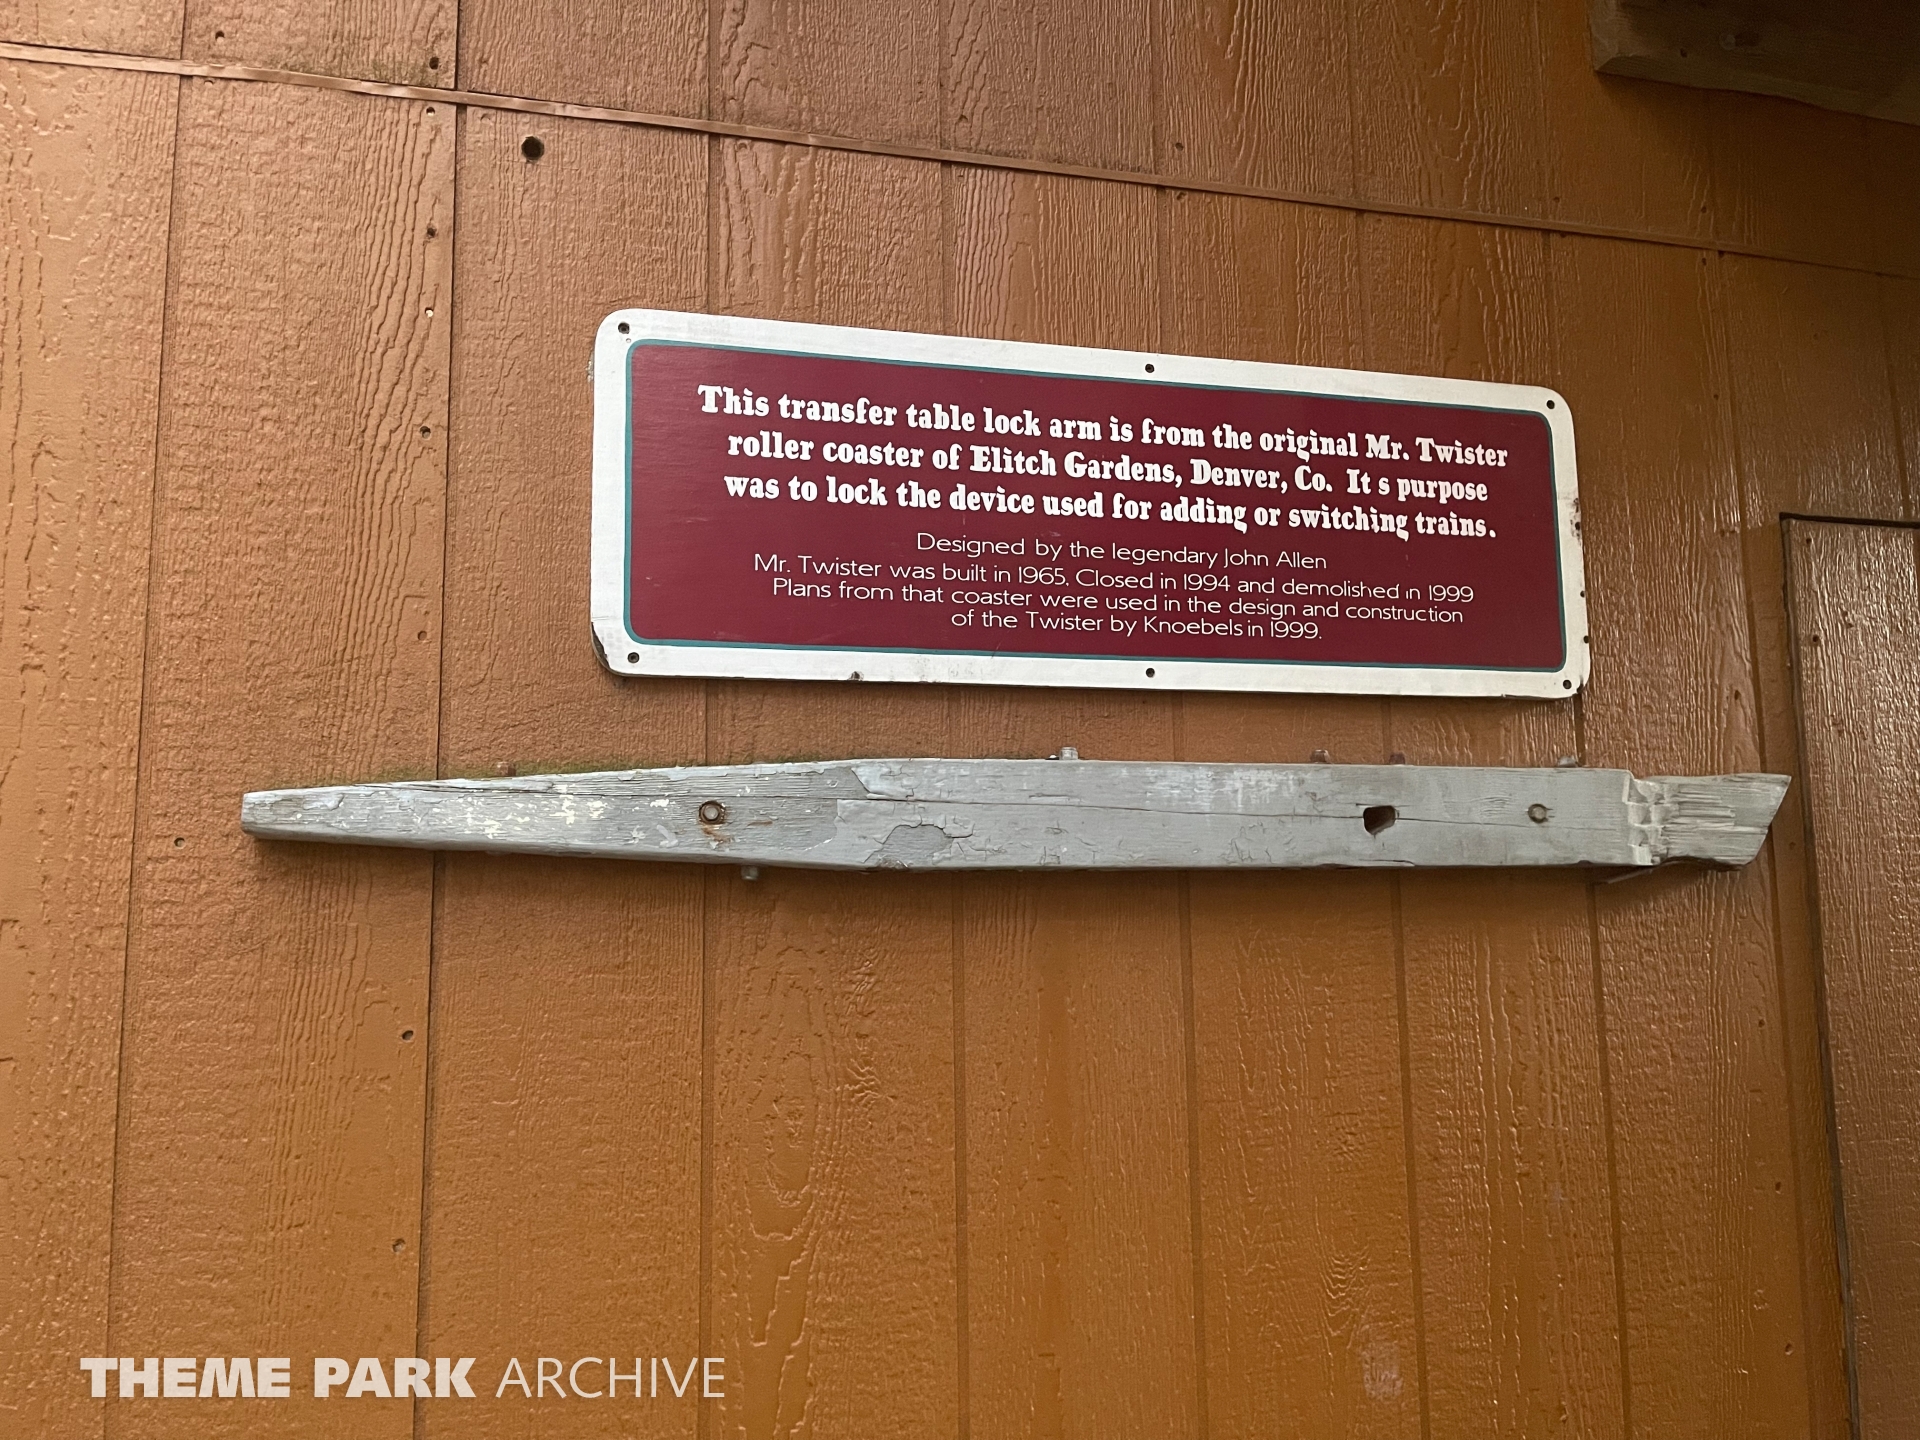 This transfer table lock arm is from the original Mr. Twister
roller coaster of Elitch Gardens, Denver, Co. It s purpose
was to lock the device used for adding or switching trains.
Designed by the legendary John Allen
Mr. Twister was built in 1965. Closed in 1994 and demolished in 1999
Plans from that coaster were used in the design and construction
of the Twister by Knoebels in 1999.
THEME PARK ARCHIVE